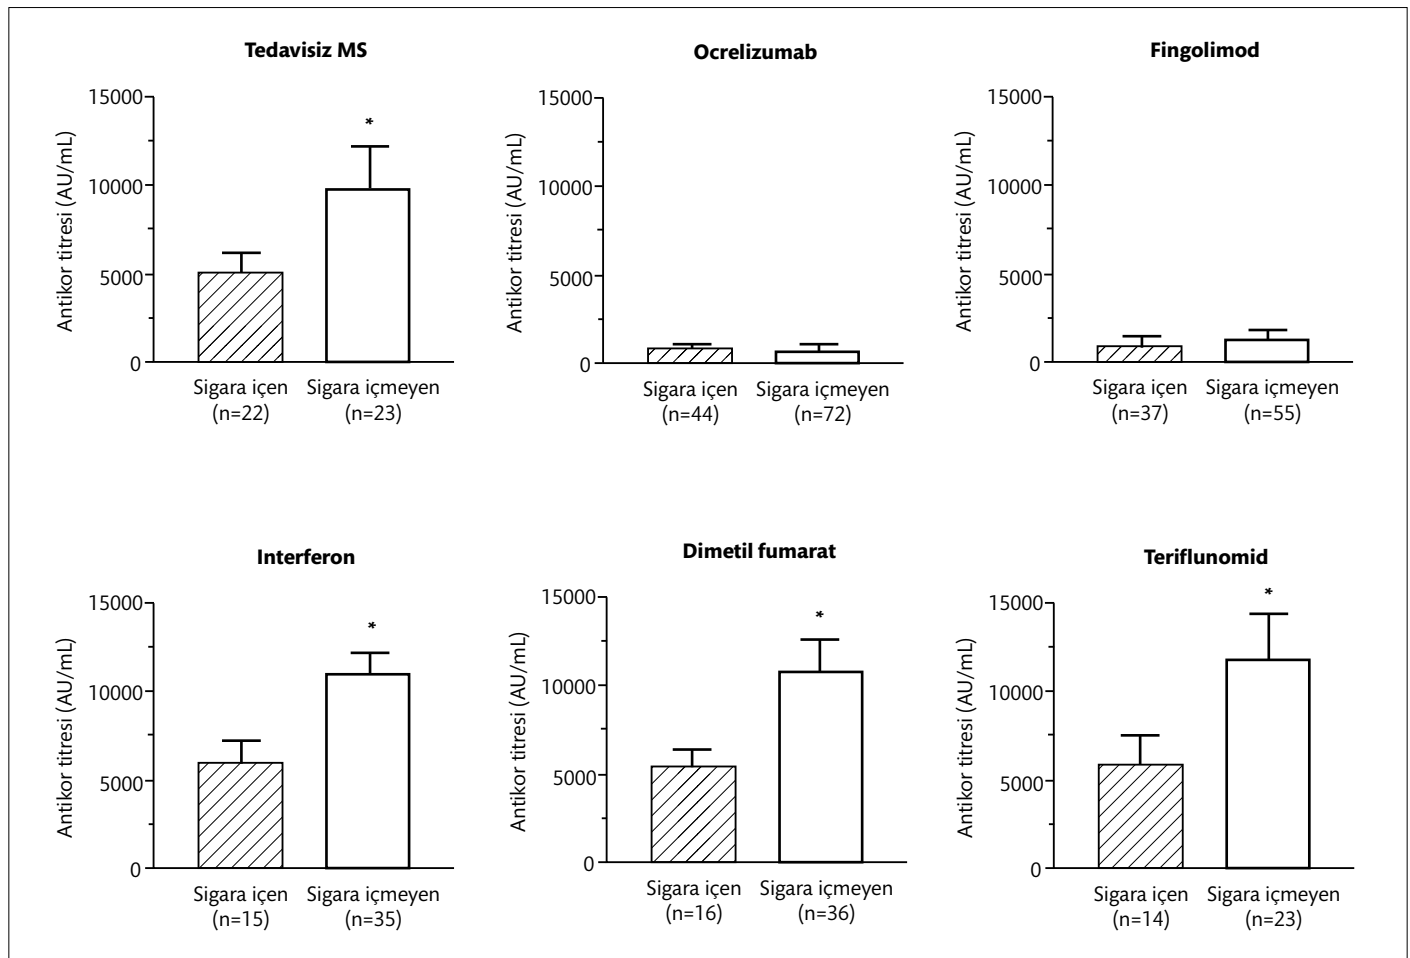 Tedavisiz MS
Antikor titresi (AU/mL)
15000
10000
5000
0
*
Sigara içen
(n=22)
Sigara içmeyen
(n=23)
Ocrelizumab
Antikor titresi (AU/mL)
15000
10000
5000
0
Sigara içen
(n=44)
Sigara içmeyen
(n=72)
Fingolimod
Antikor titresi (AU/mL)
15000
10000
5000
0
Sigara içen
(n=37)
Sigara içmeyen
(n=55)
Interferon
Antikor titresi (AU/mL)
15000
10000
5000
0
*
Sigara içen
(n=15)
Sigara içmeyen
(n=35)
Dimetil fumarat
Antikor titresi (AU/mL)
15000
10000
5000
0
*
Sigara içen
(n=16)
Sigara içmeyen
(n=36)
Teriflunomid
Antikor titresi (AU/mL)
15000
10000
5000
0
*
Sigara içen
(n=14)
Sigara içmeyen
(n=23)